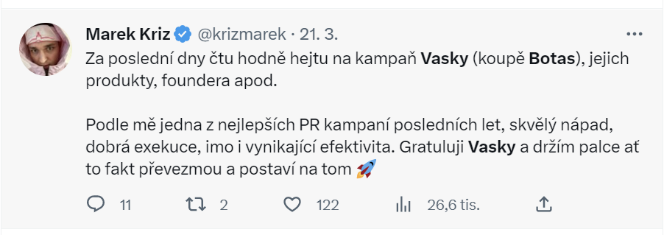 Marek Kriz @krizmarek · 21. 3.
Za poslední dny čtu hodně hejtu na kampaň Vasky (koupě Botas), jejich
produkty, foundera apod.
Podle mě jedna z nejlepších PR kampaní posledních let, skvělý nápad,
dobrá exekuce, imo i vynikající efektivita. Gratuluji Vasky a držím palce ať
to fakt převezmou a postaví na tom 🚀
11 2 122 26,6 tis.